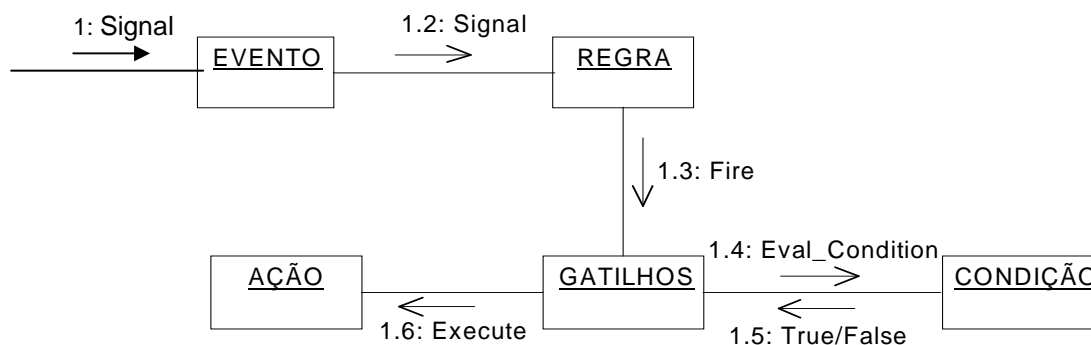 1: Signal
1.2: Signal
EVENTO
REGRA
1.3: Fire
1.4: Eval_Condition
AÇÃO
GATILHOS
CONDIÇÃO
1.6: Execute
1.5: True/False